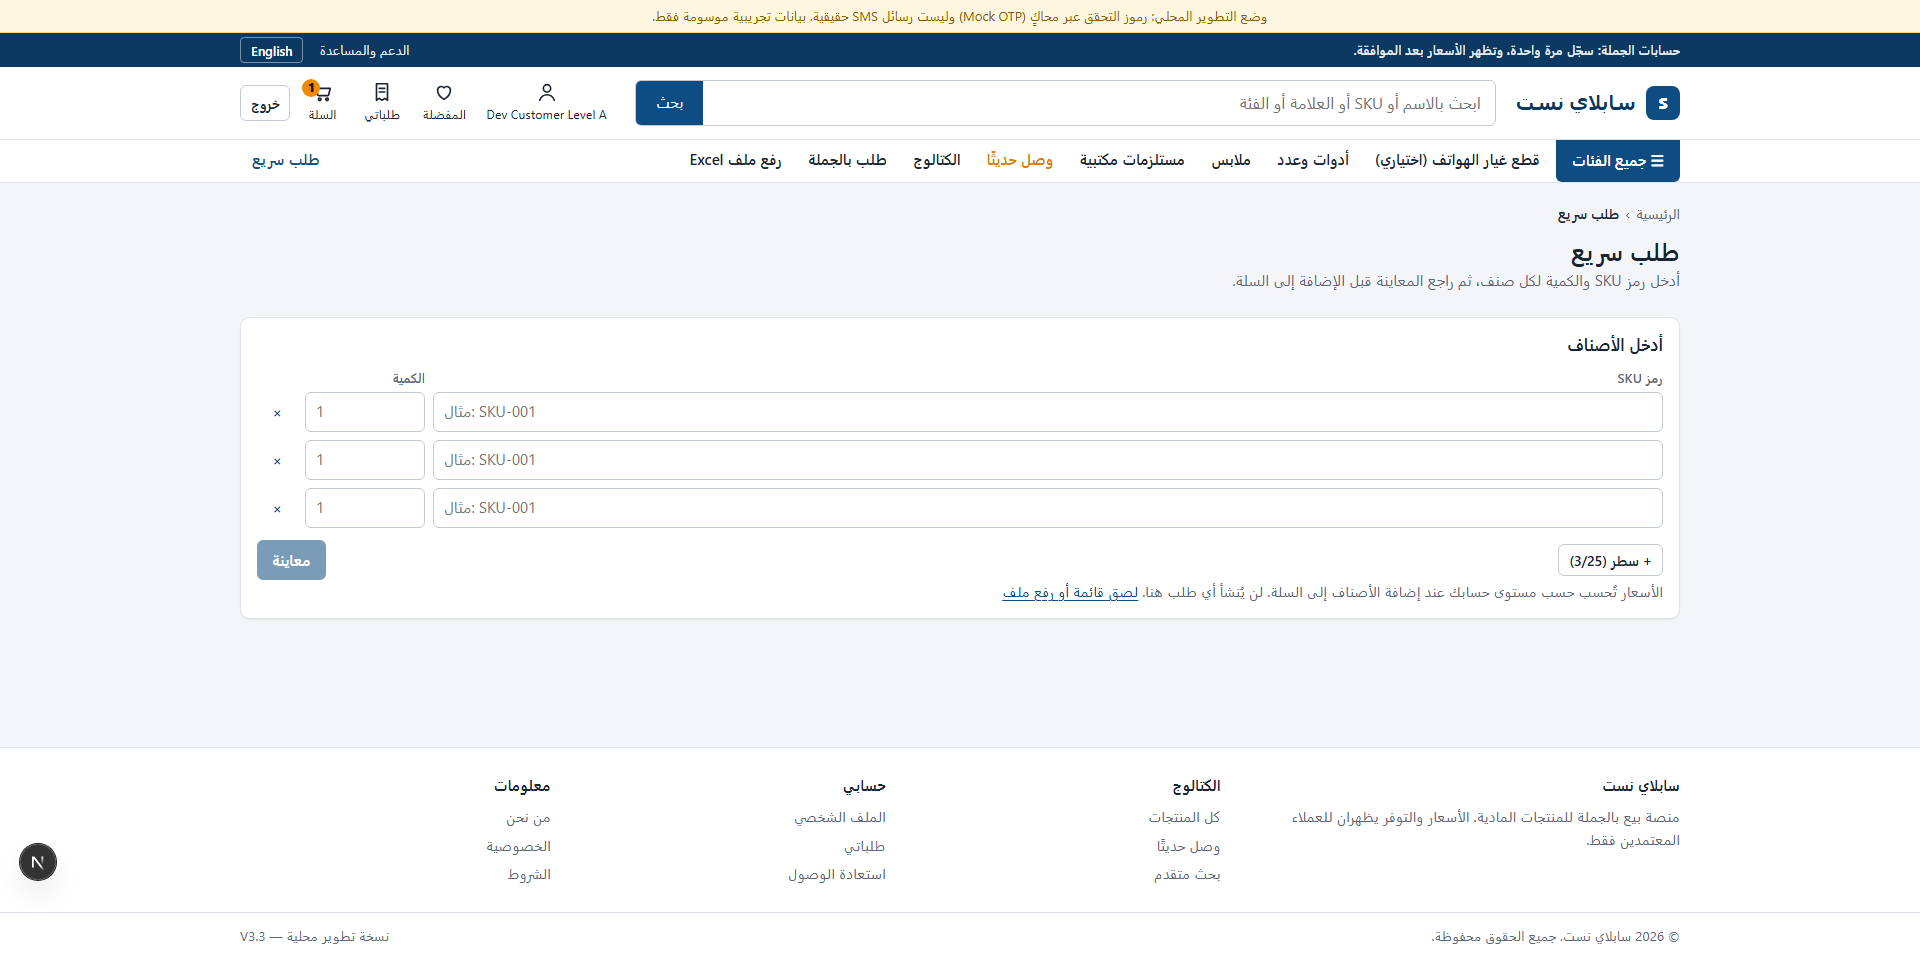 وضع التطوير المحلي: رموز التحقق عبر محاكٍ (Mock OTP) وليست رسائل SMS حقيقية. بيانات تجريبية موسومة فقط.
حسابات الجملة: سجّل مرة واحدة، وتظهر الأسعار بعد الموافقة.
الدعم والمساعدة
English
S
سابلاي نست
ابحث بالاسم أو SKU أو العلامة أو الفئة
بحث
Dev Customer Level A
المفضلة
طلباتي
1
السلة
خروج
☰ جميع الفئات
قطع غيار الهواتف (اختياري)
أدوات وعدد
ملابس
مستلزمات مكتبية
وصل حديثًا
الكتالوج
طلب بالجملة
رفع ملف Excel
طلب سريع
الرئيسية › طلب سريع
طلب سريع
أدخل رمز SKU والكمية لكل صنف، ثم راجع المعاينة قبل الإضافة إلى السلة.
أدخل الأصناف
رمز SKU
الكمية
مثال: SKU-001
1
×
مثال: SKU-001
1
×
مثال: SKU-001
1
×
+ سطر (3/25)
معاينة
الأسعار تُحسب حسب مستوى حسابك عند إضافة الأصناف إلى السلة. لن يُنشأ أي طلب هنا. لصق قائمة أو رفع ملف
سابلاي نست
منصة بيع بالجملة للمنتجات المادية. الأسعار والتوفر يظهران للعملاء
المعتمدين فقط.
الكتالوج
كل المنتجات
وصل حديثًا
بحث متقدم
حسابي
الملف الشخصي
طلباتي
استعادة الوصول
معلومات
من نحن
الخصوصية
الشروط
N
© 2026 سابلاي نست. جميع الحقوق محفوظة.
نسخة تطوير محلية — V3.3